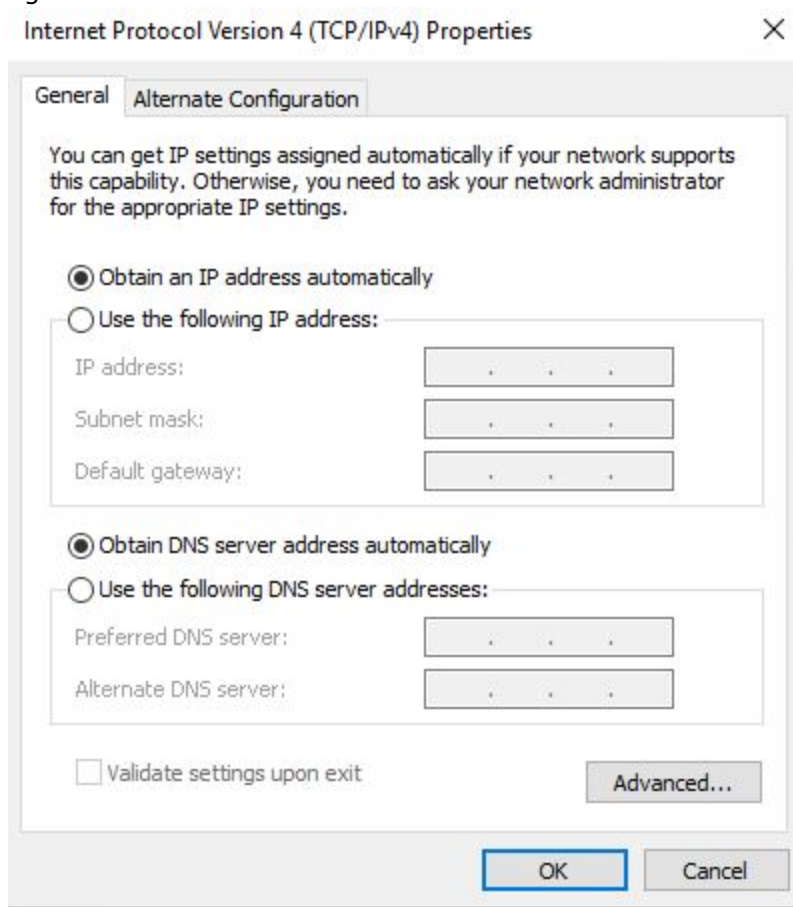 Internet Protocol Version 4 (TCP/IPv4) Properties
General
Alternate Configuration
You can get IP settings assigned automatically if your network supports
this capability. Otherwise, you need to ask your network administrator
for the appropriate IP settings.
Obtain an IP address automatically
Use the following IP address:
IP address:
Subnet mask:
Default gateway:
Obtain DNS server address automatically
Use the following DNS server addresses:
Preferred DNS server:
Alternate DNS server:
Validate settings upon exit
Advanced...
OK
Cancel